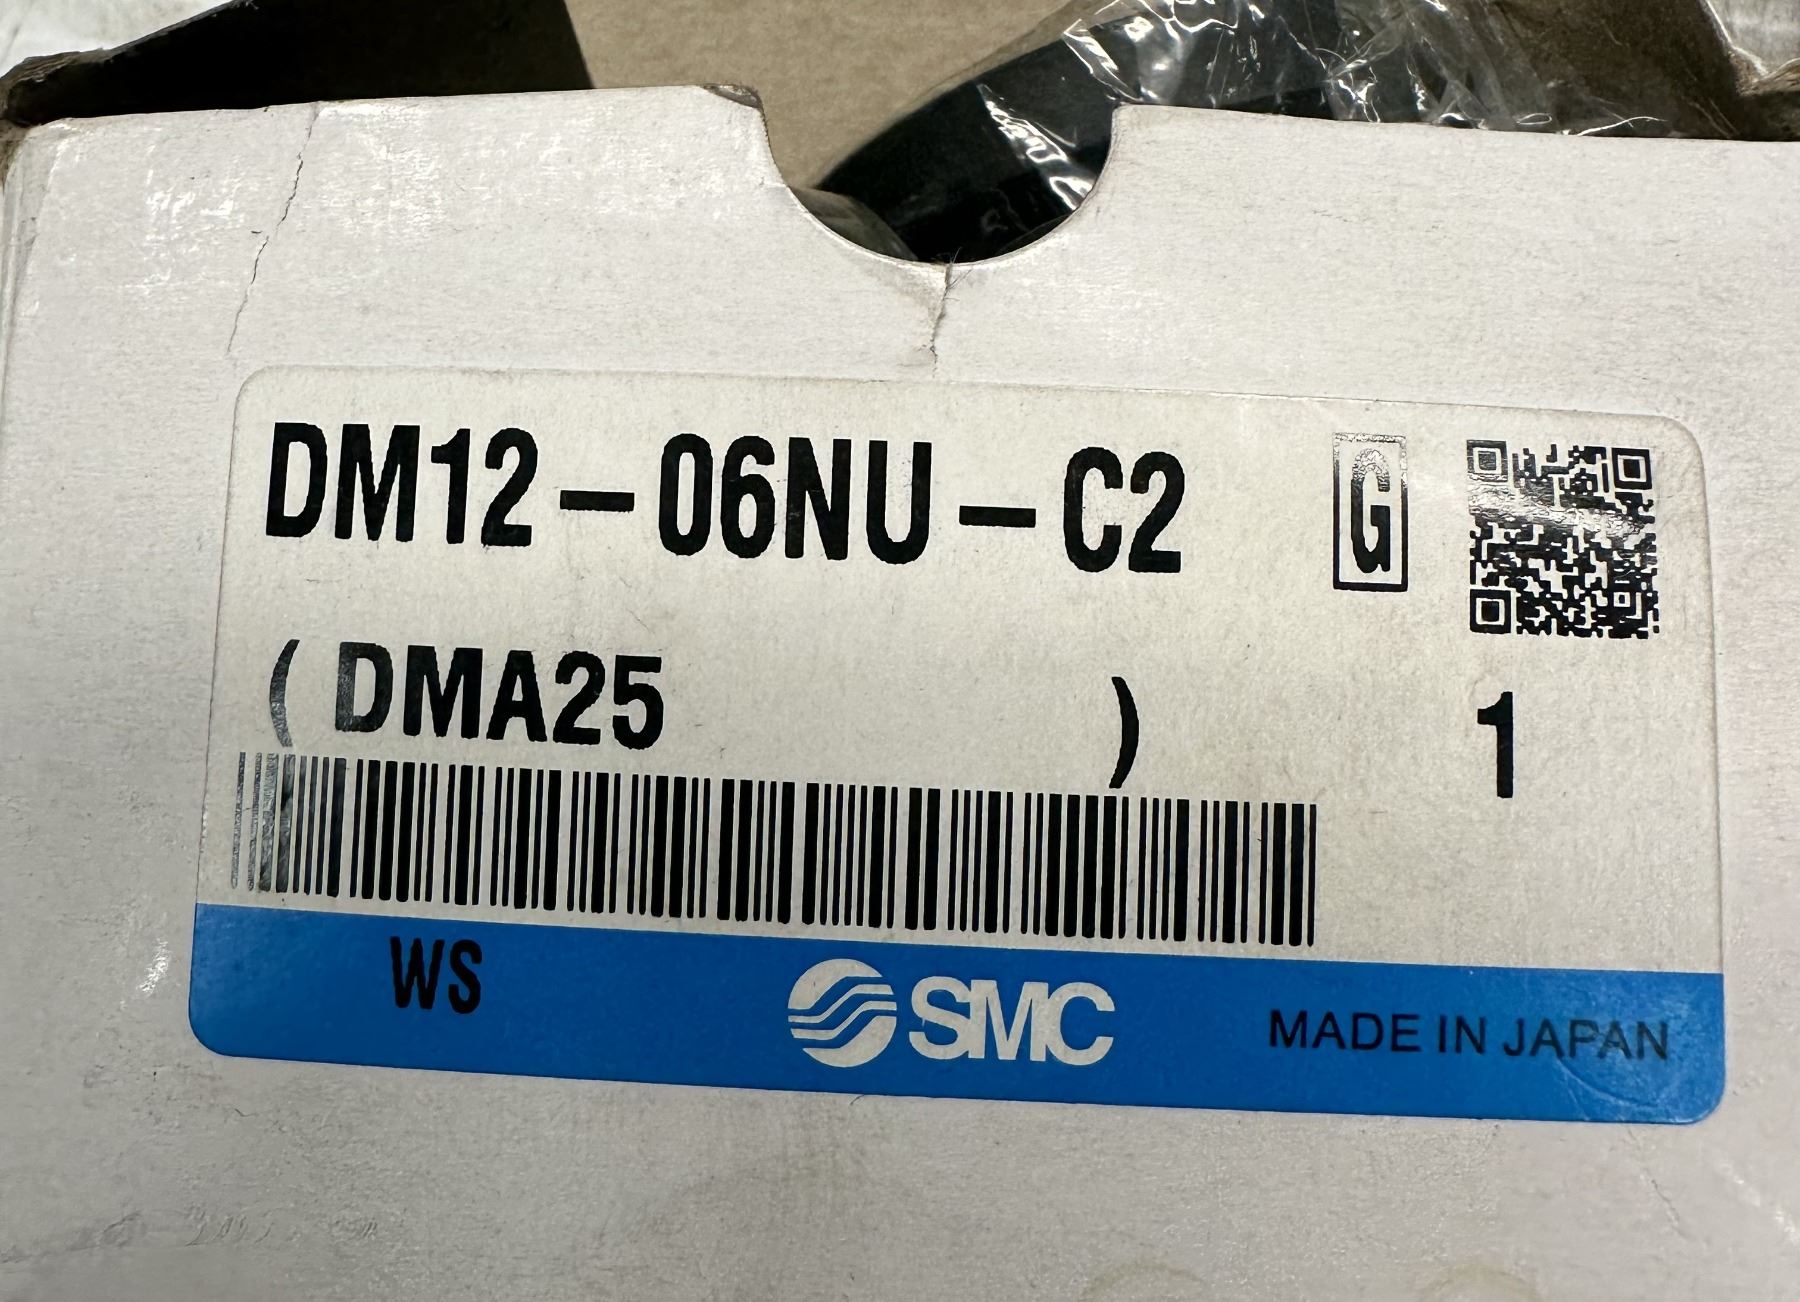 DM12-06NU-C2 G
( DMA25 ) 1
WS SMC MADE IN JAPAN